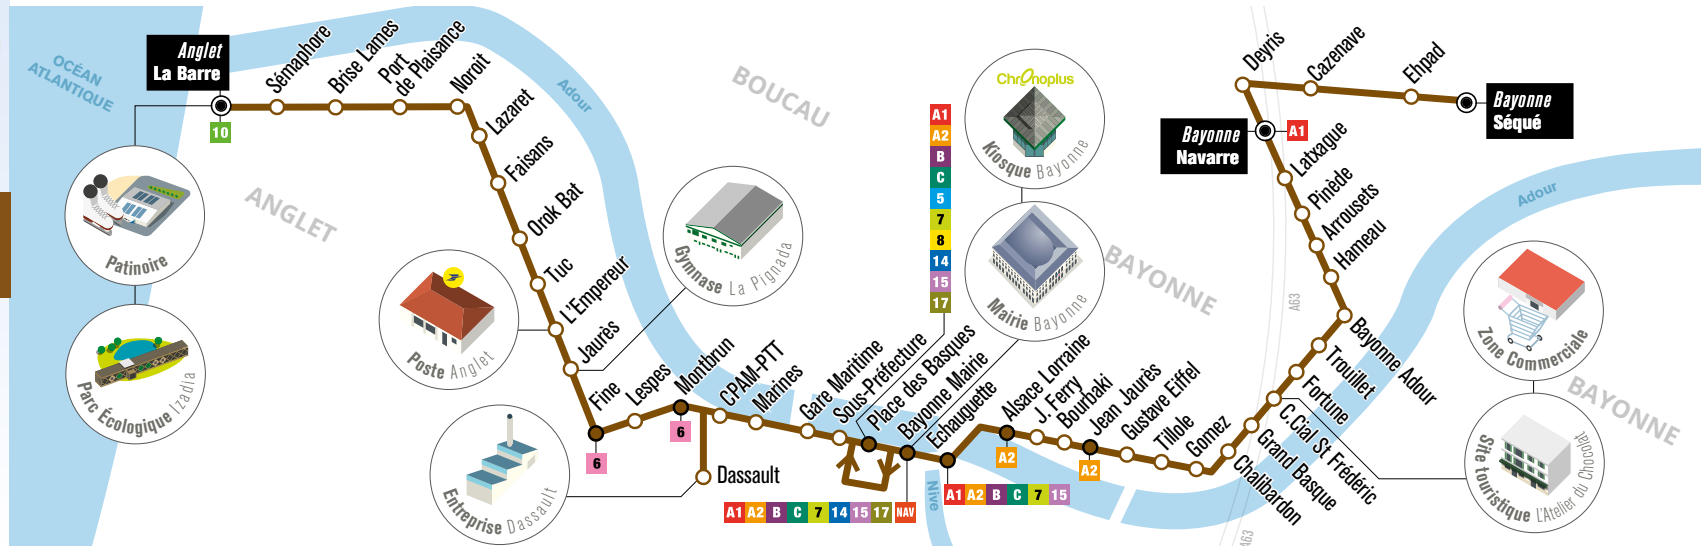 OCÉAN
ATLANTIQUE
Anglet
La Barre
10
Sémaphore
Brise Lames
Port
de Plaisance
Noroit
Lazaret
Faisans
Orok Bat
Tuc
L'Empereur
Jaurès
Fine
6
Lesges
Montbrun
6
Dassault
CPAM-PTT
Marines
Gare Maritime
Sous-Préfecture
Place des Basques
Bayonne Mairie
Echauguette
Alsace Lorraine
A2
J. Ferry
Bourbaki
Jean Jaurès
A2
Gustave Eiffel
Tillole
Gomez
Chalibardon
Grand Basque
C.Cial St Frédéric
Fortune
Trouillet
Bayonne Adour
Hameau
Arrousets
Pinède
Latxague
Bayonne
Navarre
A1
Deyris
Cazenave
Ehpad
Bayonne
Séqué
Adour
BOUCAU
ANGLET
BAYONNE
BAYONNE
Adour
Nive
A63
A63
Patinoire
Parc Écologique Izadia
Poste Anglet
Gymnase La Pignada
Entreprise Dassault
Chronoplus
Kiosque Bayonne
Mairie Bayonne
Zone Commerciale
Site touristique L'Atelier du Chocolat
A1
A2
B
C
5
7
8
14
15
17
A1 A2 B C 7 14 15 17 NAV
A1 A2 B C 7 15